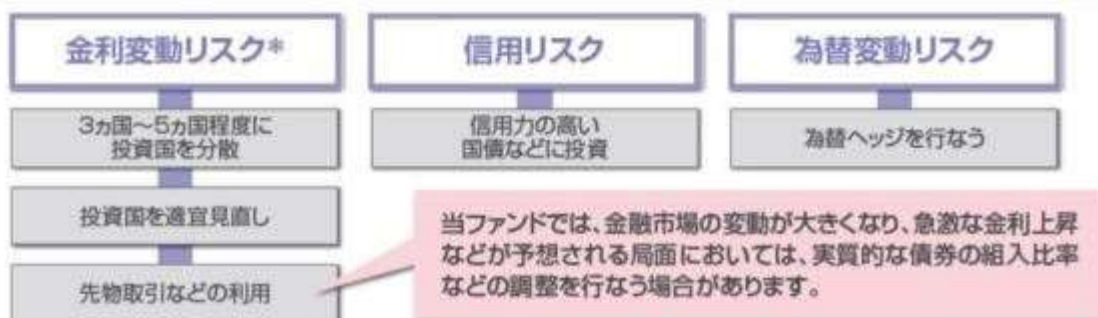 金利変動リスク*
3ヵ国～5ヵ国程度に
投資国を分散
投資国を適宜見直し
先物取引などの利用
信用リスク
信用力の高い
国債などに投資
為替変動リスク
為替ヘッジを行なう
当ファンドでは、金融市場の変動が大きくなり、急激な金利上昇
などが予想される局面においては、実質的な債券の組入比率
などの調整を行なう場合があります。